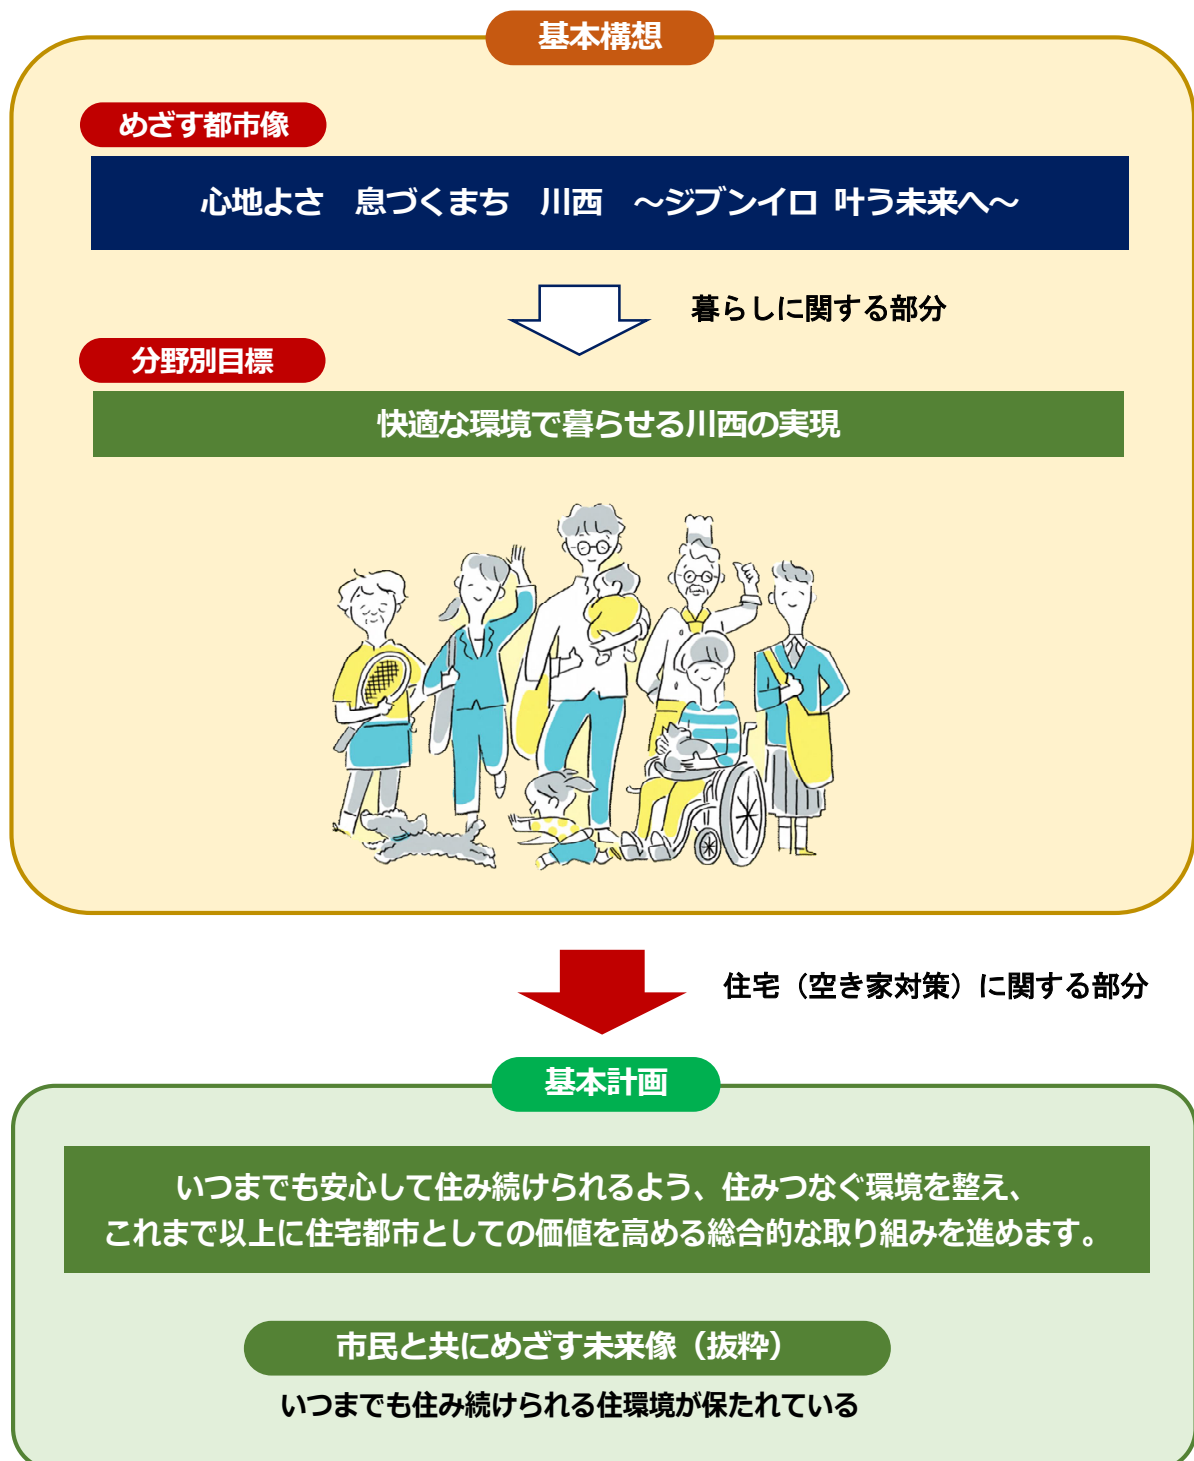 基本構想
めざす都市像
心地よさ　息づくまち　川西　～ジブンイロ 叶う未来へ～
暮らしに関する部分
分野別目標
快適な環境で暮らせる川西の実現
住宅（空き家対策）に関する部分
基本計画
いつまでも安心して住み続けられるよう、住みつなぐ環境を整え、
これまで以上に住宅都市としての価値を高める総合的な取り組みを進めます。
市民と共にめざす未来像（抜粋）
いつまでも住み続けられる住環境が保たれている